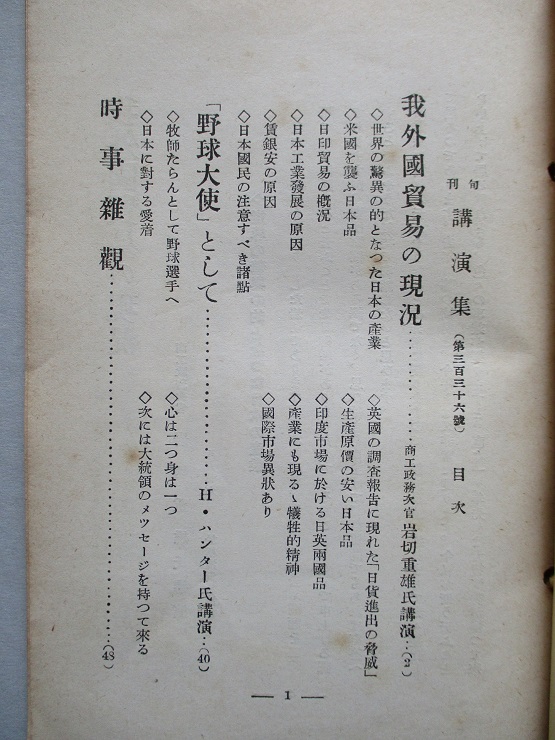 旬刊 講演集(第三百三十六號) 目次
我外國貿易の現況…………商工政務次官 岩切重雄氏講演…(2)
◇世界の驚異の的となつた日本の產業
◇英國の調査報告に現れた「日貨進出の脅威」
◇米國を襲ふ日本品
◇生產原價の安い日本品
◇日印貿易の槪況
◇印度市場に於ける日英兩國品
◇日本工業發展の原因
◇產業にも現るゝ犠牲的精神
◇賃銀安の原因
◇國際市場異狀あり
◇日本國民の注意すべき諸點
「野球大使」として…………H・ハンター氏講演…(40)
◇牧師たらんとして野球選手へ
◇心は二つ身は一つ
◇日本に對する愛着
◇次には大統領のメツセージを持つて來る
時事雜觀…………(48)
— 1 —